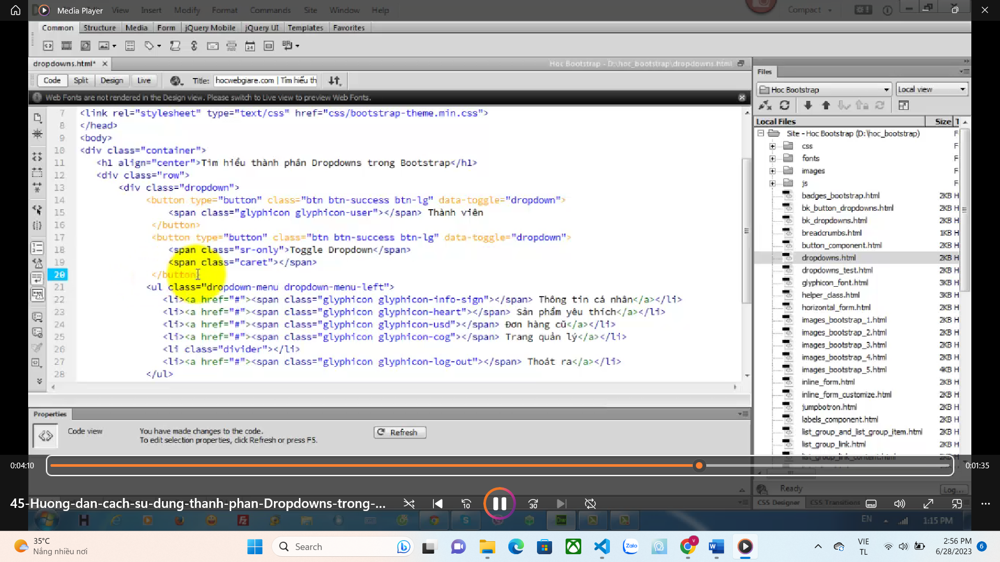 Media Player
View Insert Modify Format Commands Site Window Help
Compact
Common Structure Media Form jQuery Mobile jQuery UI Templates Favorites
dropdowns.html*
Hoc Bootstrap - D:\hoc_bootstrap\dropdowns.html
Code Split Design Live Title: hocwebgiare.com | Tìm hiểu th
Web Fonts are not rendered in the Design view. Please switch to Live view to preview Web Fonts.
7 <link rel="stylesheet" type="text/css" href="css/bootstrap-theme.min.css">
8 </head>
9 <body>
10 <div class="container">
11 <h1 align="center">Tìm hiểu thành phần Dropdowns trong Bootstrap</h1>
12 <div class="row">
13 <div class="dropdown">
14 <button type="button" class="btn btn-success btn-lg" data-toggle="dropdown">
15 <span class="glyphicon glyphicon-user"></span> Thành viên
16 </button>
17 <button type="button" class="btn btn-success btn-lg" data-toggle="dropdown">
18 <span class="sr-only">Toggle Dropdown</span>
19 <span class="caret"></span>
20 </button>
21 <ul class="dropdown-menu dropdown-menu-left">
22 <li><a href="#"><span class="glyphicon glyphicon-info-sign"></span> Thông tin cá nhân</a></li>
23 <li><a href="#"><span class="glyphicon glyphicon-heart"></span> Sản phẩm yêu thích</a></li>
24 <li><a href="#"><span class="glyphicon glyphicon-usd"></span> Đơn hàng cũ</a></li>
25 <li><a href="#"><span class="glyphicon glyphicon-cog"></span> Trang quản lý</a></li>
26 <li class="divider"></li>
27 <li><a href="#"><span class="glyphicon glyphicon-log-out"></span> Thoát ra</a></li>
28 </ul>
Files
Hoc Bootstrap Local view
Local Files Size T
Site - Hoc Bootstrap (D:\hoc_bootstrap) F
css F
fonts F
images F
js F
badges_bootstrap.html 2KB H
bk_button_dropdowns.html 2KB H
bk_dropdowns.html 2KB H
breadcrumbs.html 1KB H
button_component.html 2KB H
dropdowns.html 2KB H
dropdowns_test.html 2KB H
glyphicon_font.html 3KB H
helper_class.html 3KB H
horizontal_form.html 2KB H
images_bootstrap_1.html 2KB H
images_bootstrap_2.html 2KB H
images_bootstrap_3.html 2KB H
images_bootstrap_4.html 2KB H
images_bootstrap_5.html 4KB H
inline_form.html 2KB H
inline_form_customize.html 2KB H
jumpbotron.html 2KB H
labels_component.html 2KB H
list_group_and_list_group_item.html 2KB H
list_group_link.html 2KB H
list_group_link_content.html
Properties
Code view
You have made changes to the code.
To edit selection properties, click Refresh or press F5.
Refresh
0:04:10
0:01:35
Ready
Log...
45-Huong-dan-cach-su-dung-thanh-phan-Dropdowns-trong-...
10
30
CSS Designer CSS Transitions
EN
1:15 PM
35°C
Nắng nhiều nơi
Search
Zalo
VIE
TL
2:56 PM
6/28/2023
6